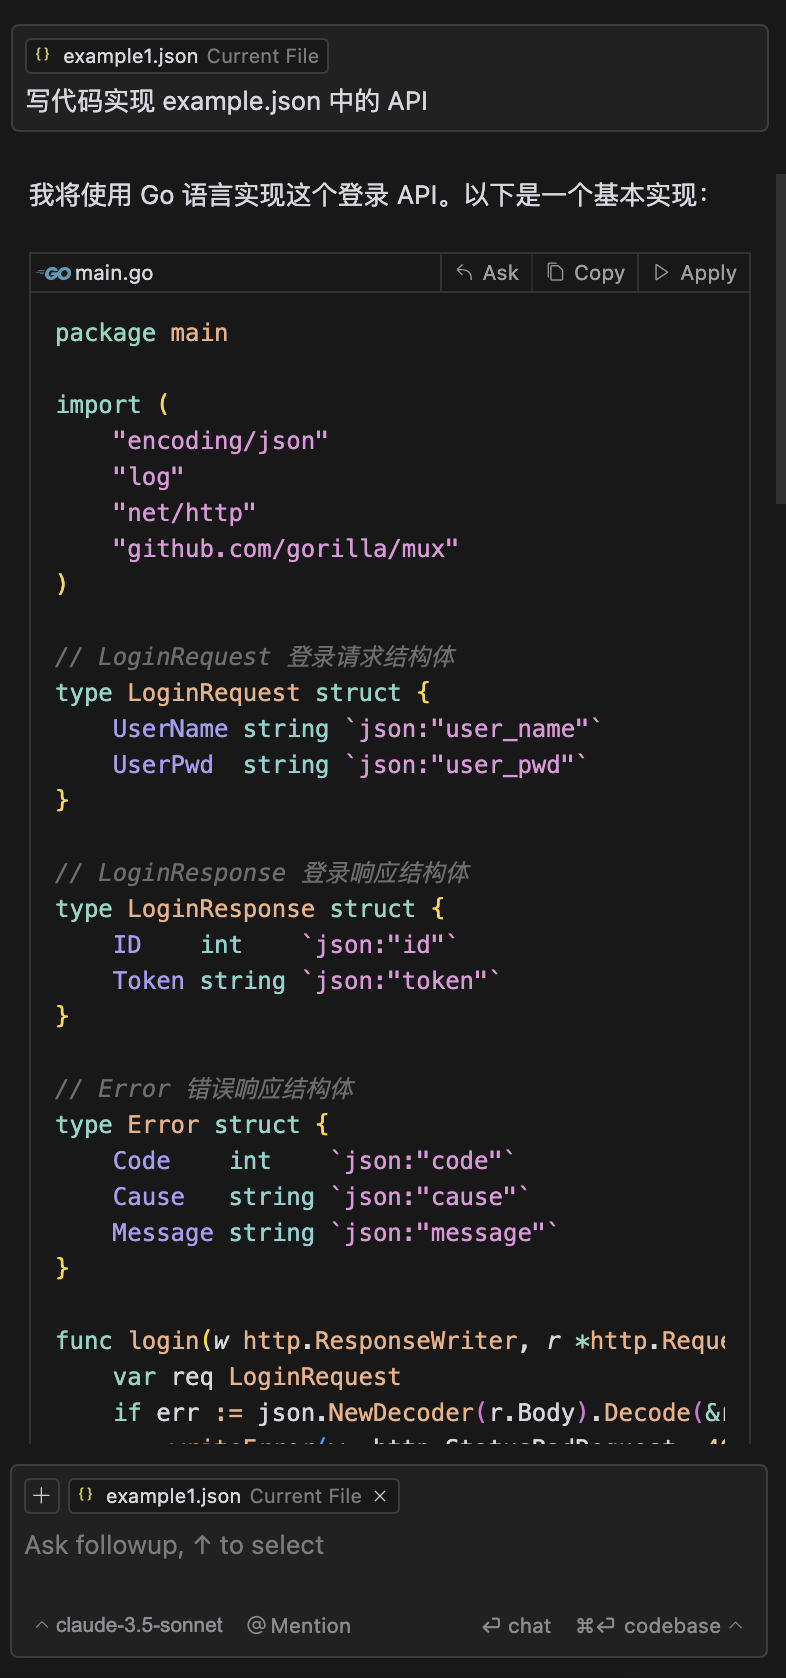 {} example1.json Current File
写代码实现 example.json 中的 API
我将使用 Go 语言实现这个登录 API。以下是一个基本实现：
GO main.go Ask Copy Apply
package main
import (
"encoding/json"
"log"
"net/http"
"github.com/gorilla/mux"
)
// LoginRequest 登录请求结构体
type LoginRequest struct {
UserName string `json:"user_name"`
UserPwd  string `json:"user_pwd"`
}
// LoginResponse 登录响应结构体
type LoginResponse struct {
ID    int    `json:"id"`
Token string `json:"token"`
}
// Error 错误响应结构体
type Error struct {
Code    int    `json:"code"`
Cause   string `json:"cause"`
Message string `json:"message"`
}
func login(w http.ResponseWriter, r *http.Reque
var req LoginRequest
if err := json.NewDecoder(r.Body).Decode(&
{} example1.json Current File ×
Ask followup, ↑ to select
claude-3.5-sonnet @ Mention chat ⌘ codebase